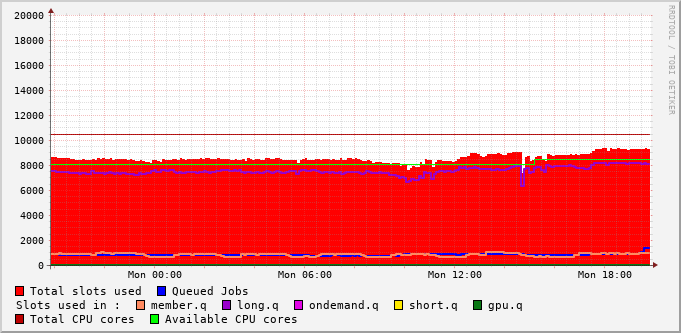 20000
18000
16000
14000
12000
10000
8000
6000
4000
2000
0
Mon 00:00 Mon 06:00 Mon 12:00 Mon 18:00
RRDTOOL / TOBI OETIKER
Total slots used Queued Jobs
Slots used in : member.q long.q ondemand.q short.q gpu.q
Total CPU cores Available CPU cores